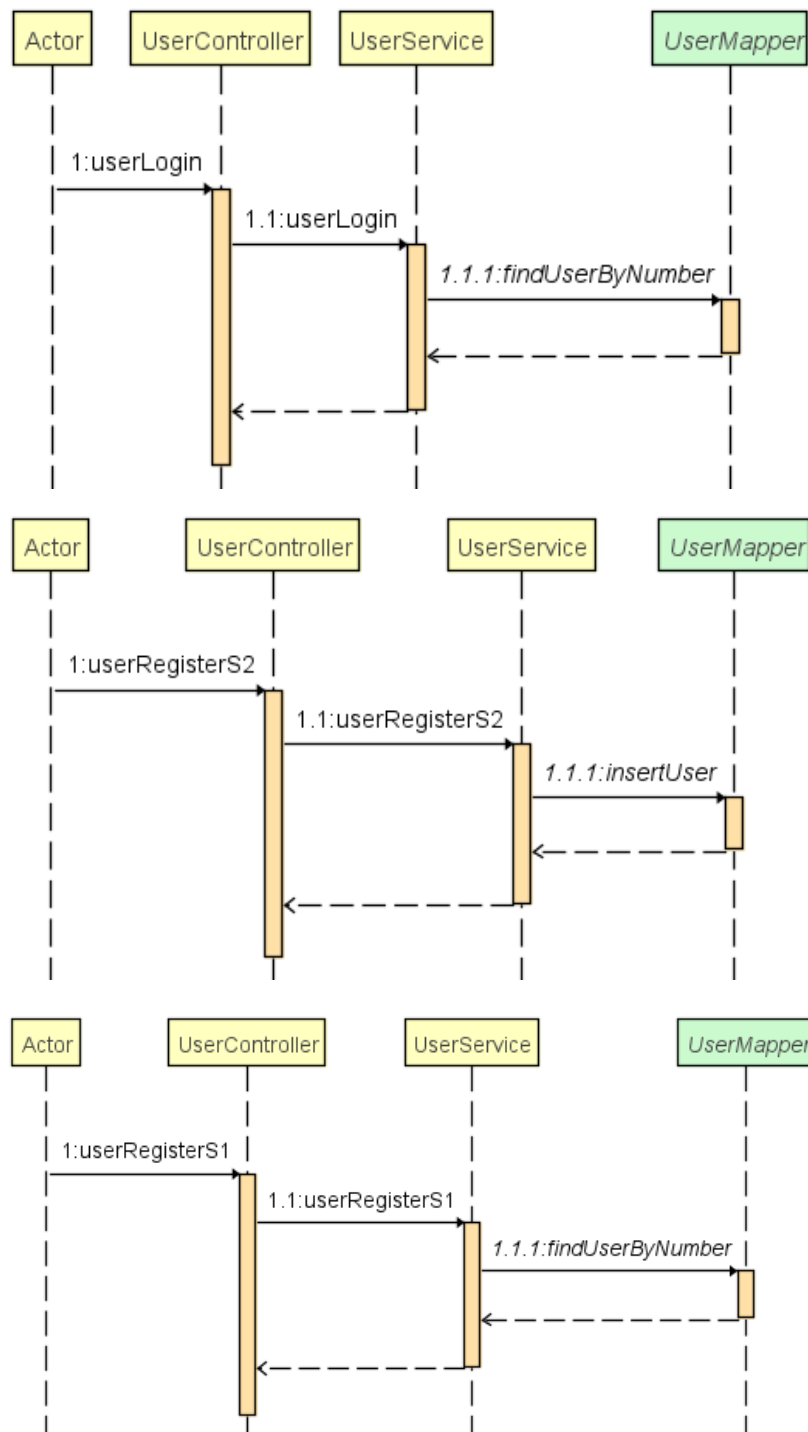 Actor UserController UserService UserMapper
1:userLogin
1.1:userLogin
1.1.1:findUserByNumber
Actor UserController UserService UserMapper
1:userRegisterS2
1.1:userRegisterS2
1.1.1:insertUser
Actor UserController UserService UserMapper
1:userRegisterS1
1.1:userRegisterS1
1.1.1:findUserByNumber